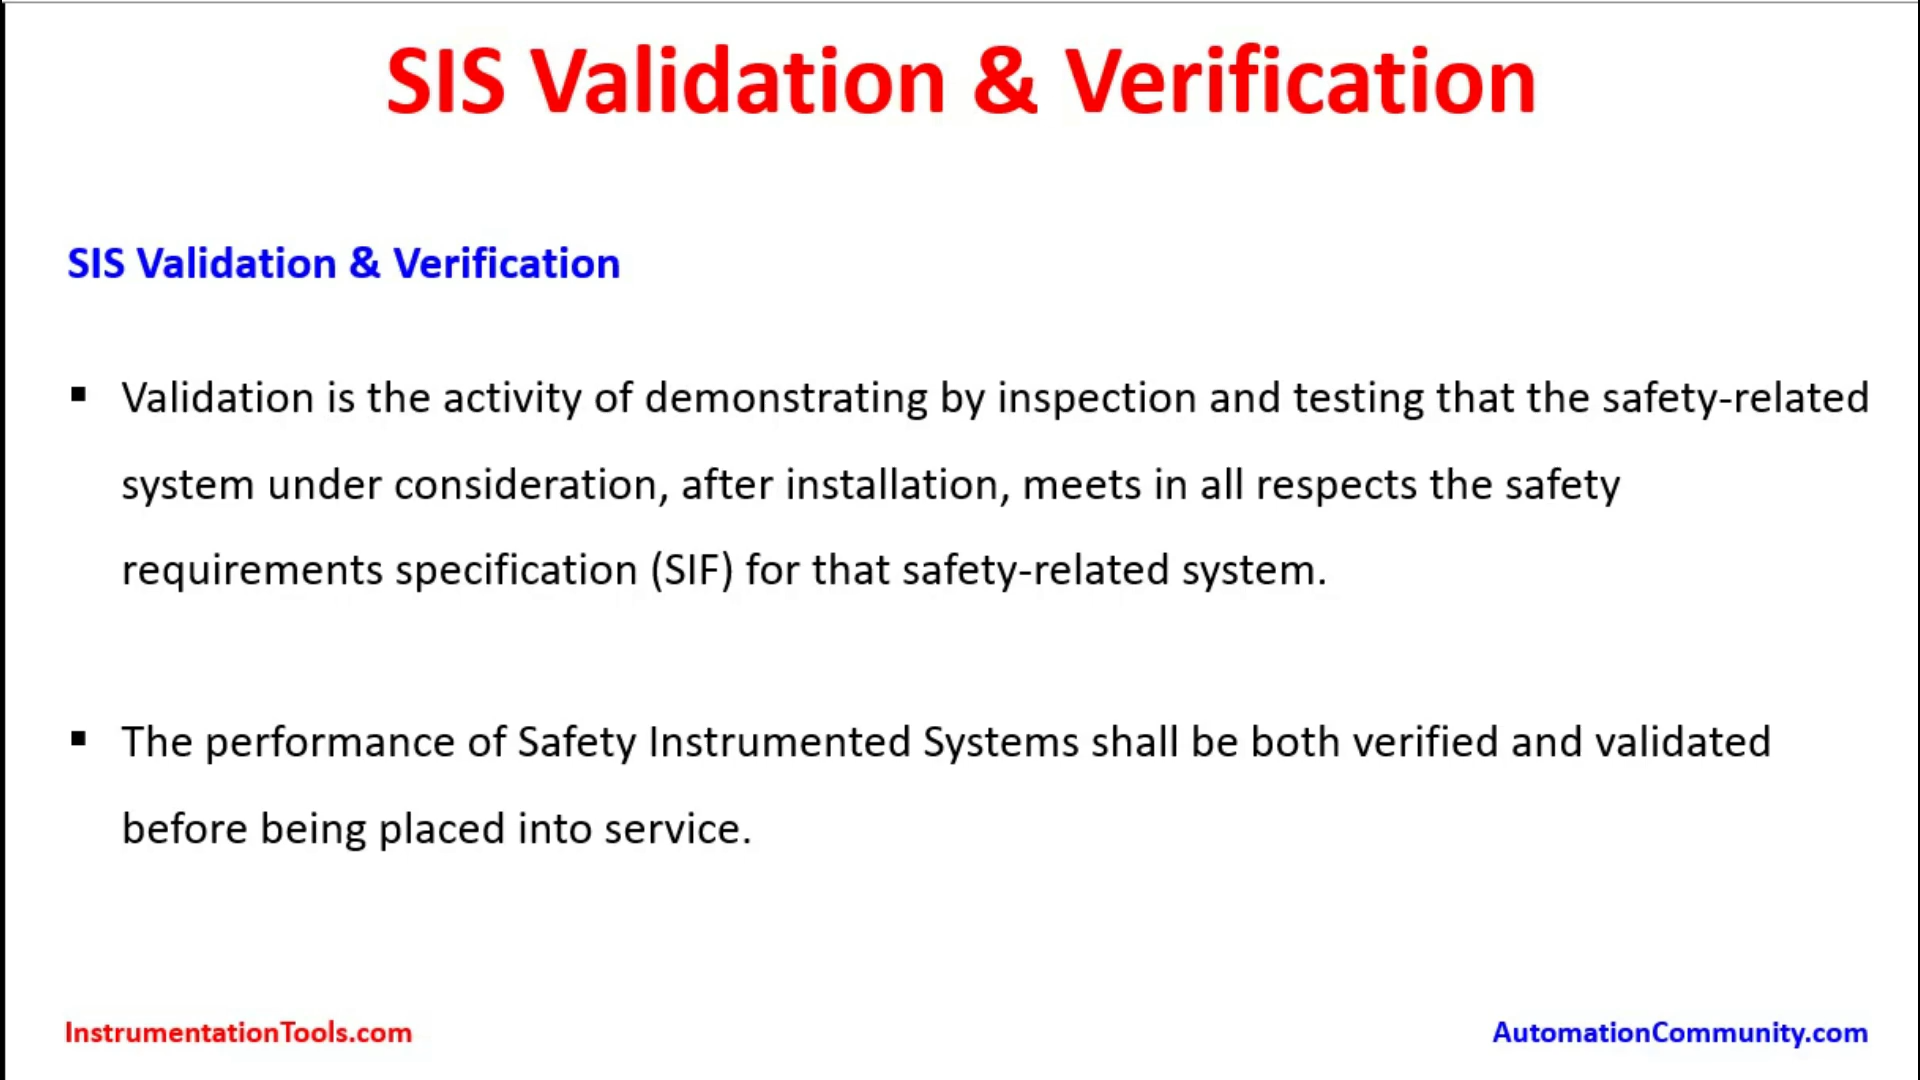 SIS Validation & Verification
SIS Validation & Verification
▪ Validation is the activity of demonstrating by inspection and testing that the safety-related
system under consideration, after installation, meets in all respects the safety
requirements specification (SIF) for that safety-related system.
▪ The performance of Safety Instrumented Systems shall be both verified and validated
before being placed into service.
InstrumentationTools.com
AutomationCommunity.com